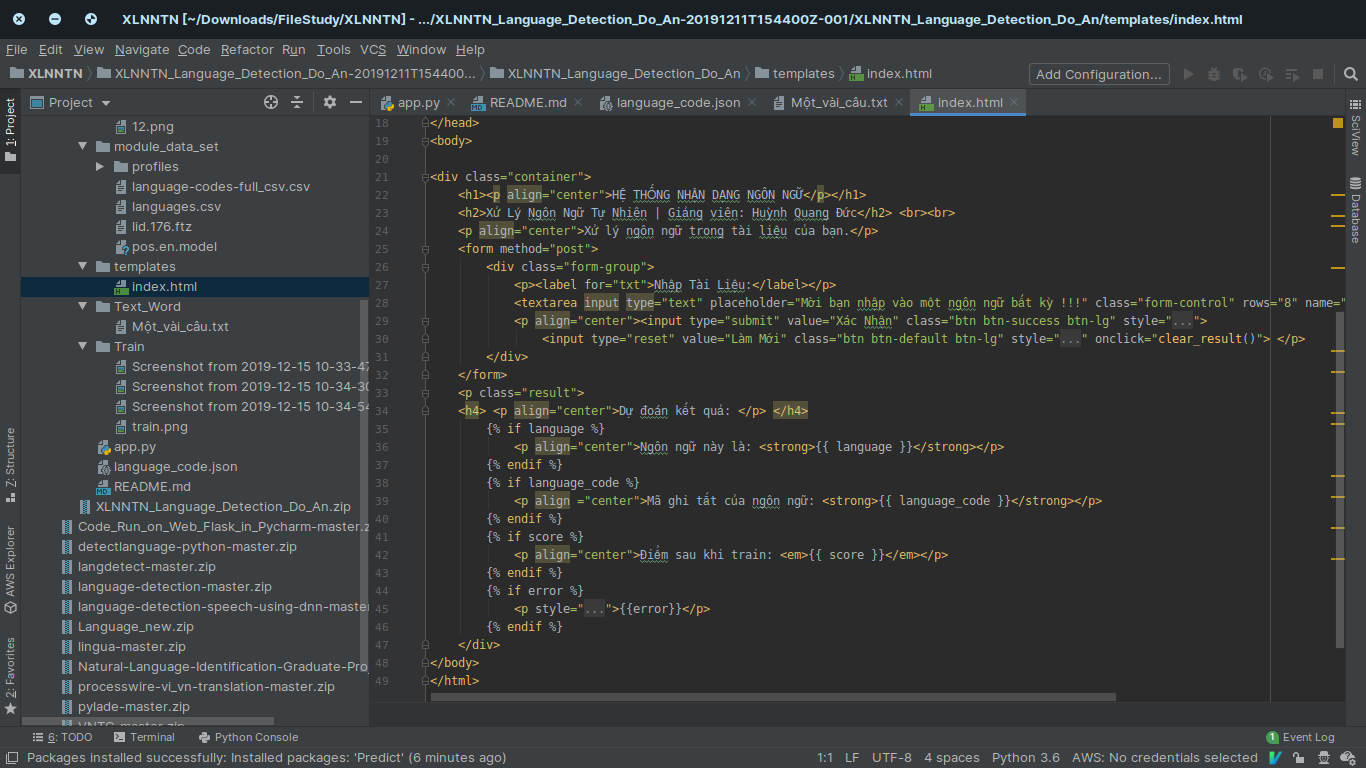 XLNNTN [~/Downloads/FileStudy/XLNNTN] - .../XLNNTN_Language_Detection_Do_An-20191211T154400Z-001/XLNNTN_Language_Detection_Do_An/templates/index.html
File Edit View Navigate Code Refactor Run Tools VCS Window Help
XLNNTN XLNNTN_Language_Detection_Do_An-20191211T154400... XLNNTN_Language_Detection_Do_An templates index.html Add Configuration...
Project app.py README.md language_code.json Một_vài_câu.txt index.html
1: Project
7: Structure
AWS Explorer
2: Favorites
12.png
module_data_set
profiles
language-codes-full_csv.csv
languages.csv
lid.176.ftz
pos.en.model
templates
index.html
Text_Word
Một_vài_câu.txt
Train
Screenshot from 2019-12-15 10-33-47
Screenshot from 2019-12-15 10-34-30
Screenshot from 2019-12-15 10-34-54
train.png
app.py
language_code.json
README.md
XLNNTN_Language_Detection_Do_An.zip
Code_Run_on_Web_Flask_in_Pycharm-master.z
detectlanguage-python-master.zip
langdetect-master.zip
language-detection-master.zip
language-detection-speech-using-dnn-master
Language_new.zip
lingua-master.zip
Natural-Language-Identification-Graduate-Pro
processwire-vi_vn-translation-master.zip
pylade-master.zip
VNTC-master.zip
18 </head>
19 <body>
20
21 <div class="container">
22 <h1><p align="center">HỆ THỐNG NHẬN DẠNG NGÔN NGỮ</p></h1>
23 <h2>Xử Lý Ngôn Ngữ Tự Nhiên | Giảng viên: Huỳnh Quang Đức</h2> <br><br>
24 <p align="center">Xử lý ngôn ngữ trong tài liệu của bạn.</p>
25 <form method="post">
26 <div class="form-group">
27 <p><label for="txt">Nhập Tài Liệu:</label></p>
28 <textarea input type="text" placeholder="Mời bạn nhập vào một ngôn ngữ bất kỳ !!!" class="form-control" rows="8" name="
29 <p align="center"><input type="submit" value="Xác Nhận" class="btn btn-success btn-lg" style="...">
30 <input type="reset" value="Làm Mới" class="btn btn-default btn-lg" style="..." onclick="clear_result()"> </p>
31 </div>
32 </form>
33 <p class="result">
34 <h4> <p align="center">Dự đoán kết quả: </p> </h4>
35 {% if language %}
36 <p align="center">Ngôn ngữ này là: <strong>{{ language }}</strong></p>
37 {% endif %}
38 {% if language_code %}
39 <p align ="center">Mã ghi tắt của ngôn ngữ: <strong>{{ language_code }}</strong></p>
40 {% endif %}
41 {% if score %}
42 <p align="center">Điểm sau khi train: <em>{{ score }}</em></p>
43 {% endif %}
44 {% if error %}
45 <p style="...">{{error}}</p>
46 {% endif %}
47 </div>
48 </body>
49 </html>
SciView
Database
6: TODO Terminal Python Console 1 Event Log
Packages installed successfully: Installed packages: 'Predict' (6 minutes ago) 1:1 LF UTF-8 4 spaces Python 3.6 AWS: No credentials selected